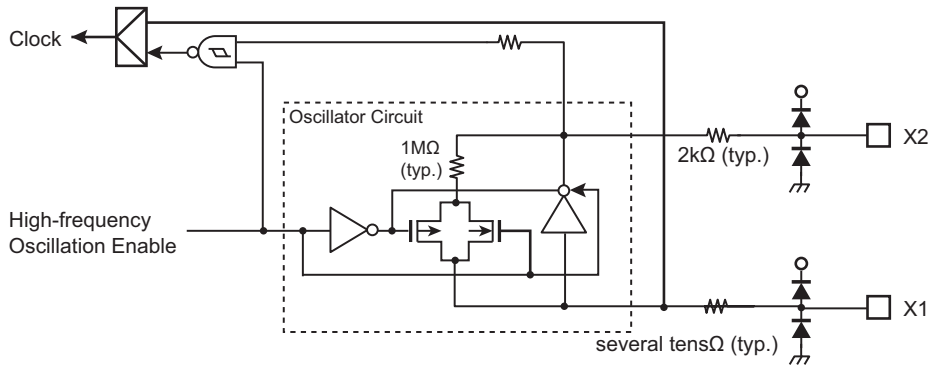 Clock
Oscillator Circuit
1MΩ
(typ.)
2kΩ (typ.)
X2
High-frequency
Oscillation Enable
X1
several tensΩ (typ.)